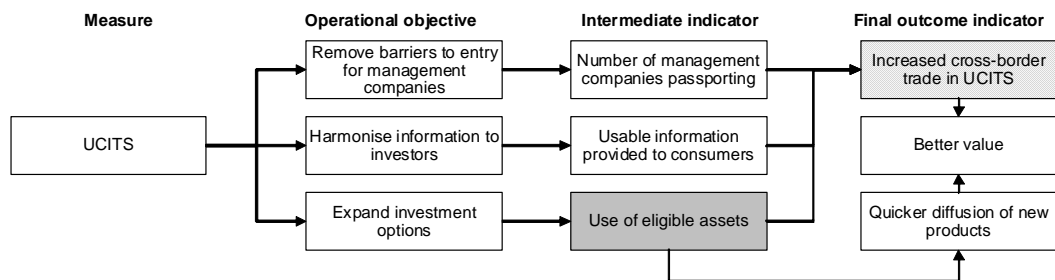 Measure
Operational objective
Intermediate indicator
Final outcome indicator
Remove barriers to entry
for management
companies
Number of management
companies passporting
Increased cross-border
trade in UCITS
UCITS
Harmonise information to
investors
Usable information
provided to consumers
Better value
Expand investment
options
Use of eligible assets
Quicker diffusion of new
products